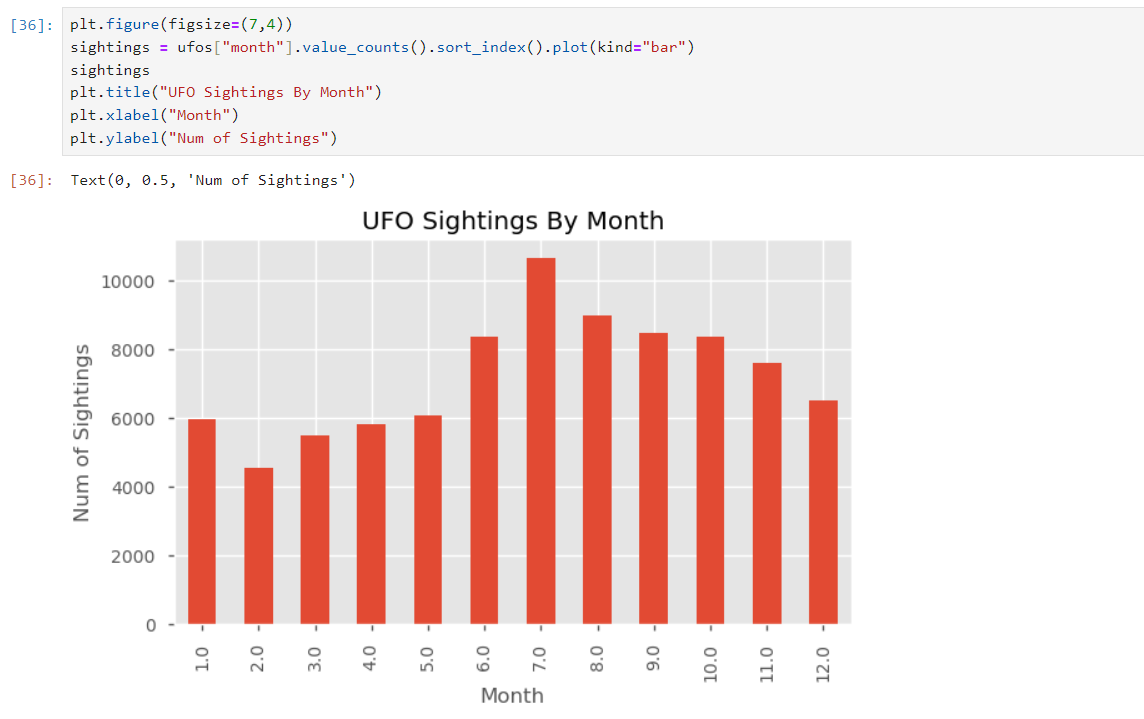 [36]: plt.figure(figsize=(7,4))
sightings = ufos["month"].value_counts().sort_index().plot(kind="bar")
sightings
plt.title("UFO Sightings By Month")
plt.xlabel("Month")
plt.ylabel("Num of Sightings")
[36]: Text(0, 0.5, 'Num of Sightings')
UFO Sightings By Month
Num of Sightings
10000
8000
6000
4000
2000
0
1.0 2.0 3.0 4.0 5.0 6.0 7.0 8.0 9.0 10.0 11.0 12.0
Month